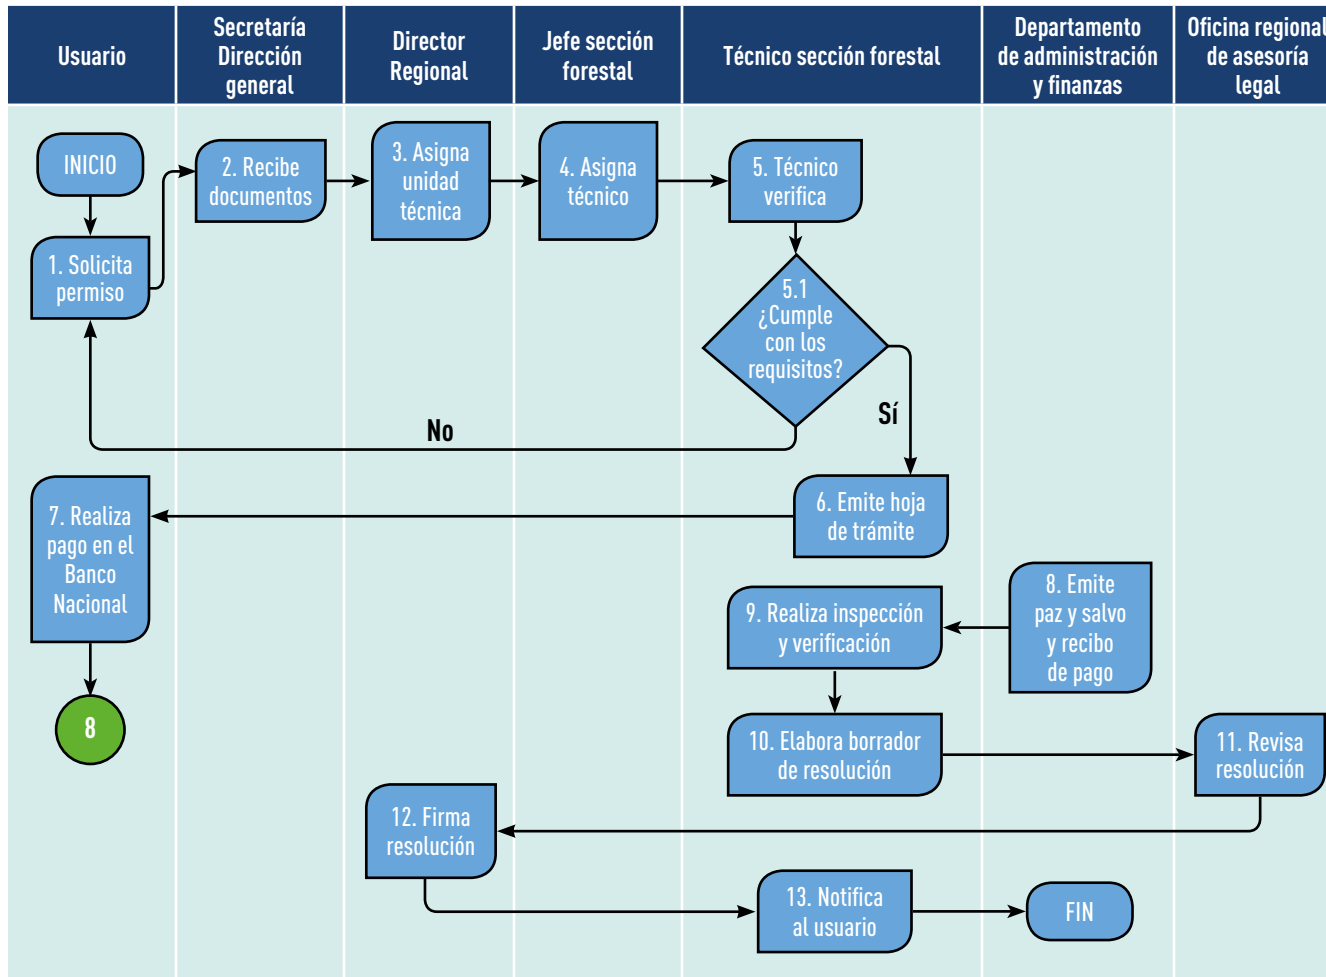 Usuario
Secretaría
Dirección
general
Director
Regional
Jefe sección
forestal
Técnico sección forestal
Departamento
de administración
y finanzas
Oficina regional
de asesoría
legal
INICIO
1. Solicita
permiso
2. Recibe
documentos
3. Asigna
unidad
técnica
4. Asigna
técnico
5. Técnico
verifica
5.1
¿Cumple
con los
requisitos?
No
Sí
6. Emite hoja
de trámite
7. Realiza
pago en el
Banco
Nacional
8
8. Emite
paz y salvo
y recibo
de pago
9. Realiza inspección
y verificación
10. Elabora borrador
de resolución
11. Revisa
resolución
12. Firma
resolución
13. Notifica
al usuario
FIN